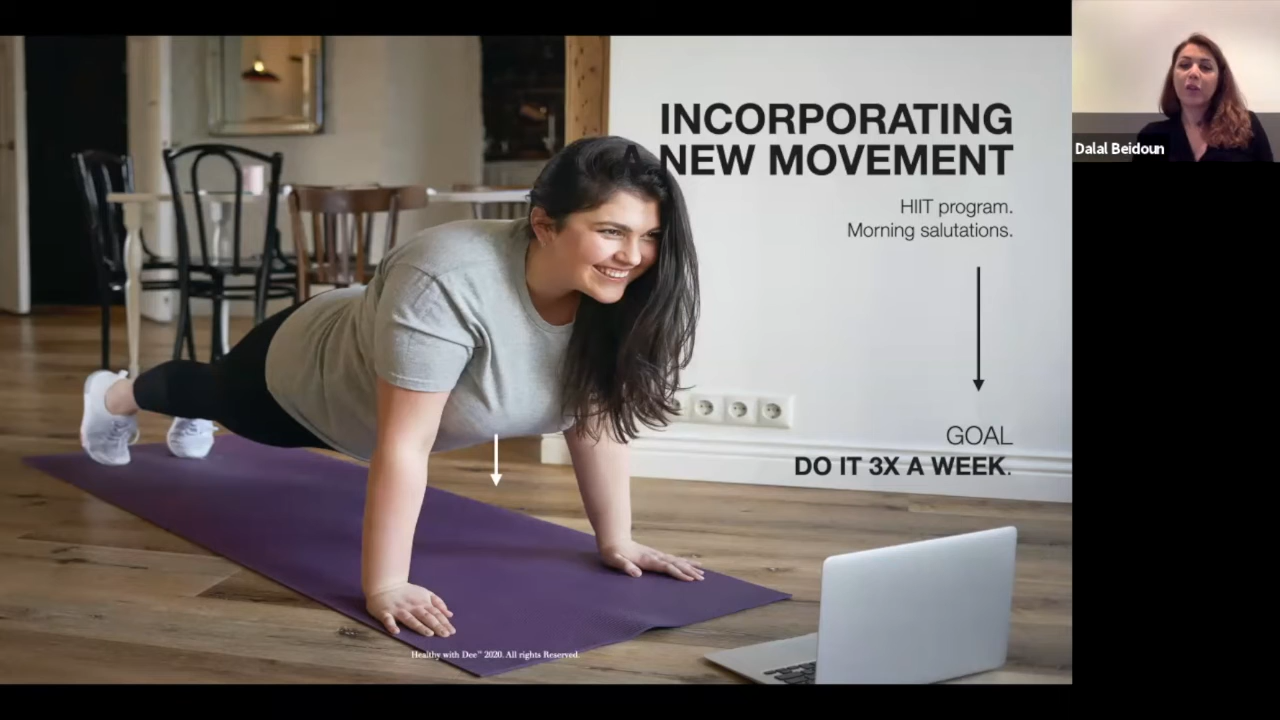 INCORPORATING
A NEW MOVEMENT
HIIT program.
Morning salutations.
GOAL
DO IT 3X A WEEK.
Healthy with Dee™ 2020. All rights Reserved.
Dalal Beidoun